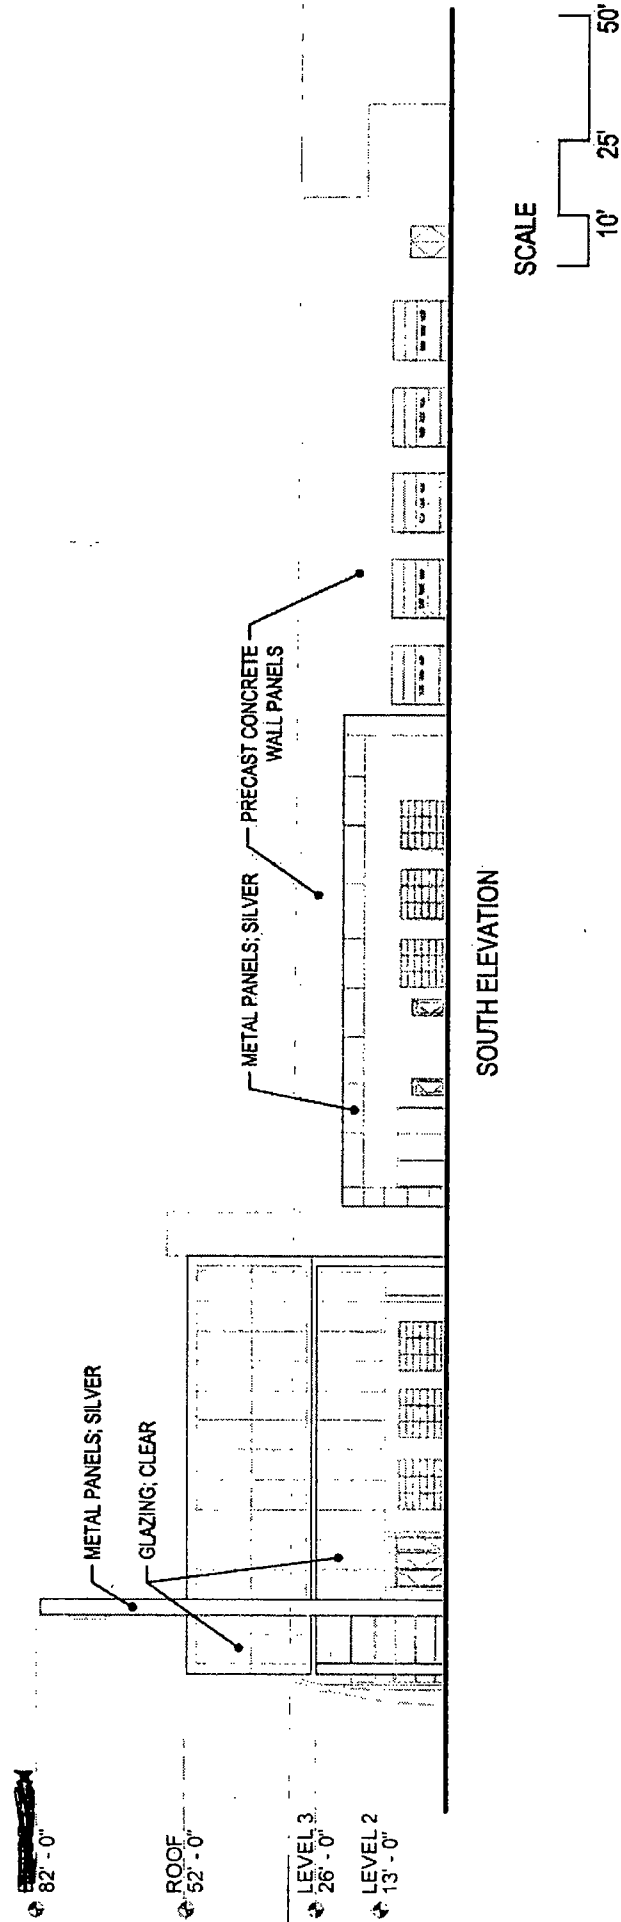 82' - 0"
ROOF
52' - 0"
LEVEL 3
26' - 0"
LEVEL 2
13' - 0"
METAL PANELS; SILVER
GLAZING; CLEAR
METAL PANELS; SILVER
PRECAST CONCRETE
WALL PANELS
SOUTH ELEVATION
SCALE
10'
25'
50'